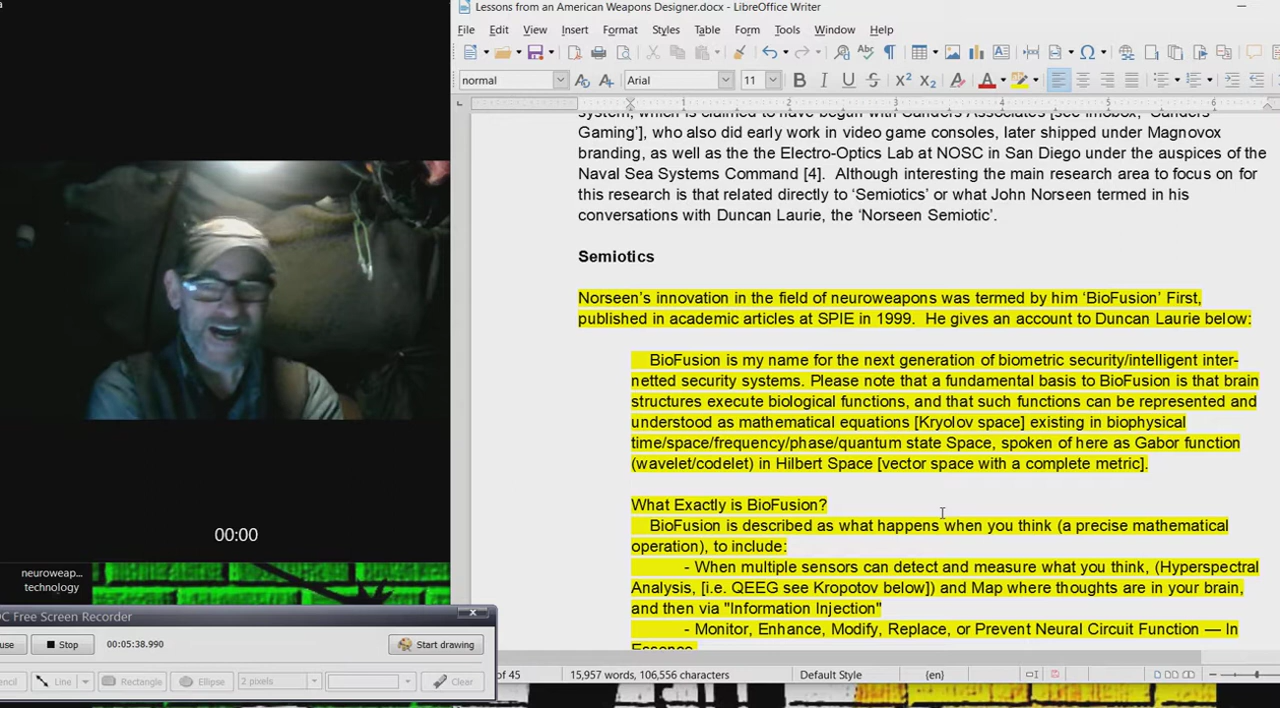 Lessons from an American Weapons Designer.docx - LibreOffice Writer
File Edit View Insert Format Styles Table Form Tools Window Help
normal Arial 11
1 2 3 4 5 6
system, which is claimed to have begun with Sanders Associates [see
Gaming'], who also did early work in video game consoles, later shipped under Magnovox
branding, as well as the the Electro-Optics Lab at NOSC in San Diego under the auspices of the
Naval Sea Systems Command [4].  Although interesting the main research area to focus on for
this research is that related directly to ‘Semiotics’ or what John Norseen termed in his
conversations with Duncan Laurie, the ‘Norseen Semiotic’.
Semiotics
Norseen’s innovation in the field of neuroweapons was termed by him ‘BioFusion’ First,
published in academic articles at SPIE in 1999.  He gives an account to Duncan Laurie below:
BioFusion is my name for the next generation of biometric security/intelligent inter-
netted security systems. Please note that a fundamental basis to BioFusion is that brain
structures execute biological functions, and that such functions can be represented and
understood as mathematical equations [Kryolov space] existing in biophysical
time/space/frequency/phase/quantum state Space, spoken of here as Gabor function
(wavelet/codelet) in Hilbert Space [vector space with a complete metric].
What Exactly is BioFusion?
BioFusion is described as what happens when you think (a precise mathematical
operation), to include:
- When multiple sensors can detect and measure what you think, (Hyperspectral
Analysis, [i.e. QEEG see Kropotov below]) and Map where thoughts are in your brain,
and then via "Information Injection"
- Monitor, Enhance, Modify, Replace, or Prevent Neural Circuit Function — In
Essence
of 45 15,957 words, 106,556 characters Default Style (en)
00:00
neuroweap...
technology
DC Free Screen Recorder
use Stop 00:05:38.990 Start drawing
encil Line Rectangle Ellipse 2 pixels Clear